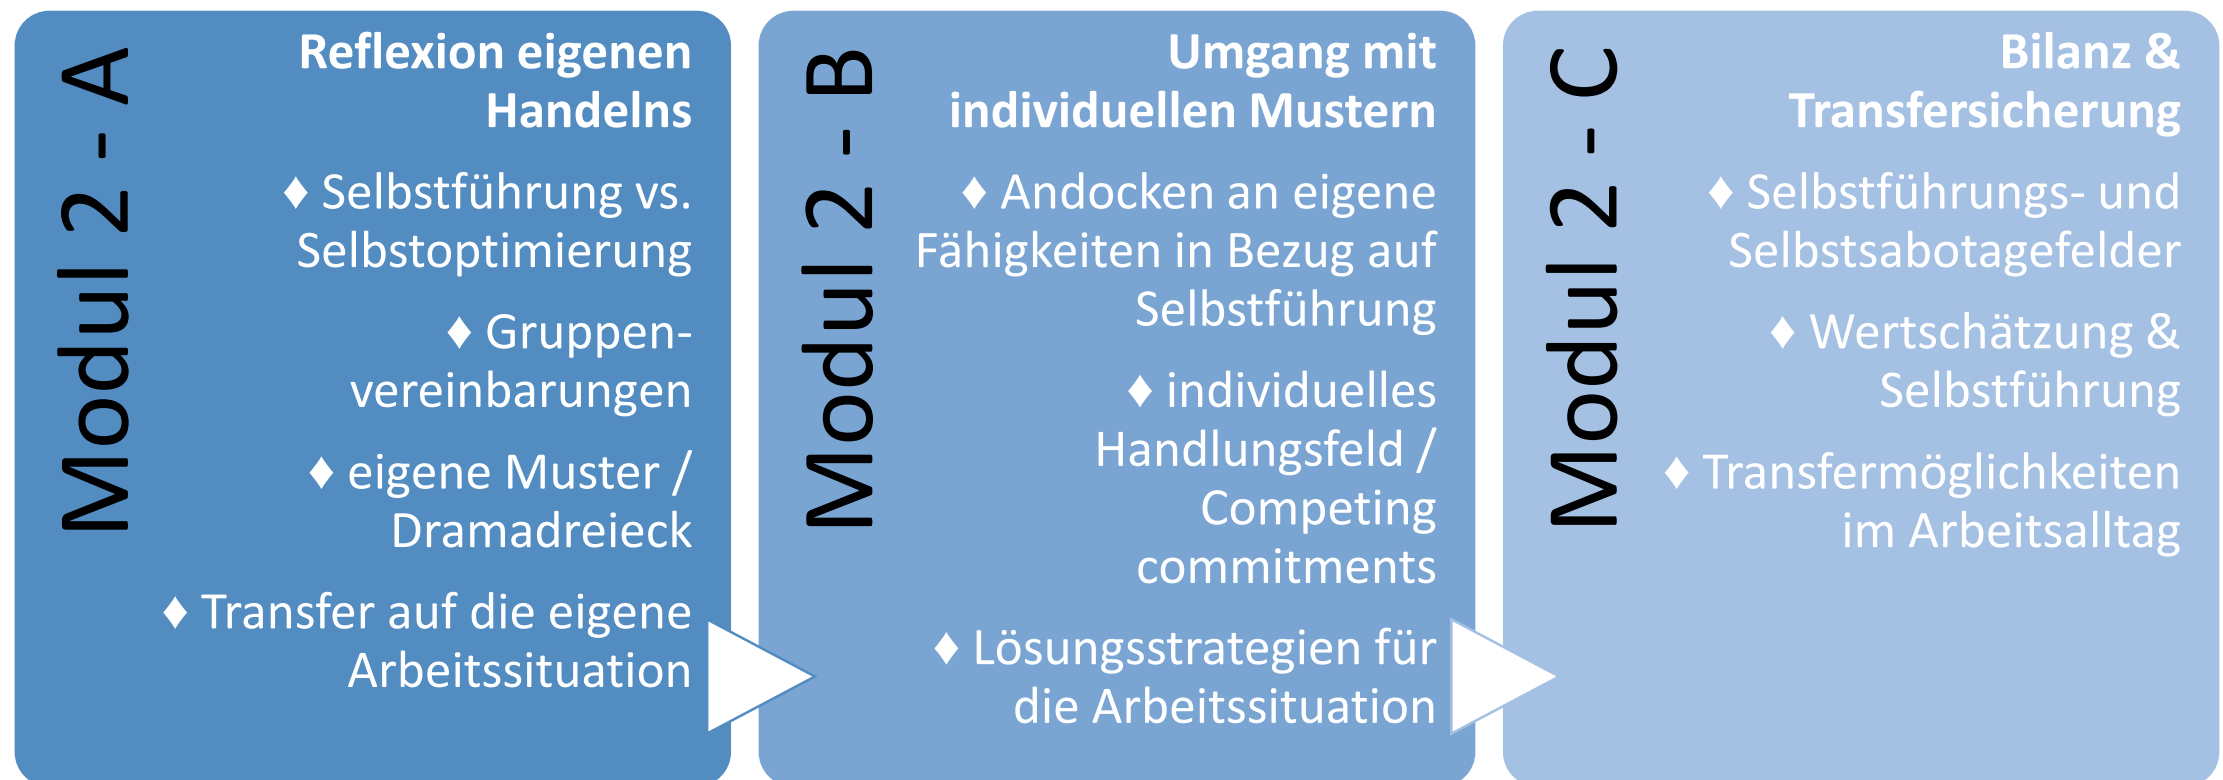 Modul 2 - A
Reflexion eigenen
Handelns
♦ Selbstführung vs.
Selbstoptimierung
♦ Gruppen-
vereinbarungen
♦ eigene Muster /
Dramadreieck
♦ Transfer auf die eigene
Arbeitssituation
Modul 2 - B
Umgang mit
individuellen Mustern
♦ Andocken an eigene
Fähigkeiten in Bezug auf
Selbstführung
♦ individuelles
Handlungsfeld /
Competing
commitments
♦ Lösungsstrategien für
die Arbeitssituation
Modul 2 - C
Bilanz &
Transfersicherung
♦ Selbstführungs- und
Selbstsabotagefelder
♦ Wertschätzung &
Selbstführung
♦ Transfermöglichkeiten
im Arbeitsalltag